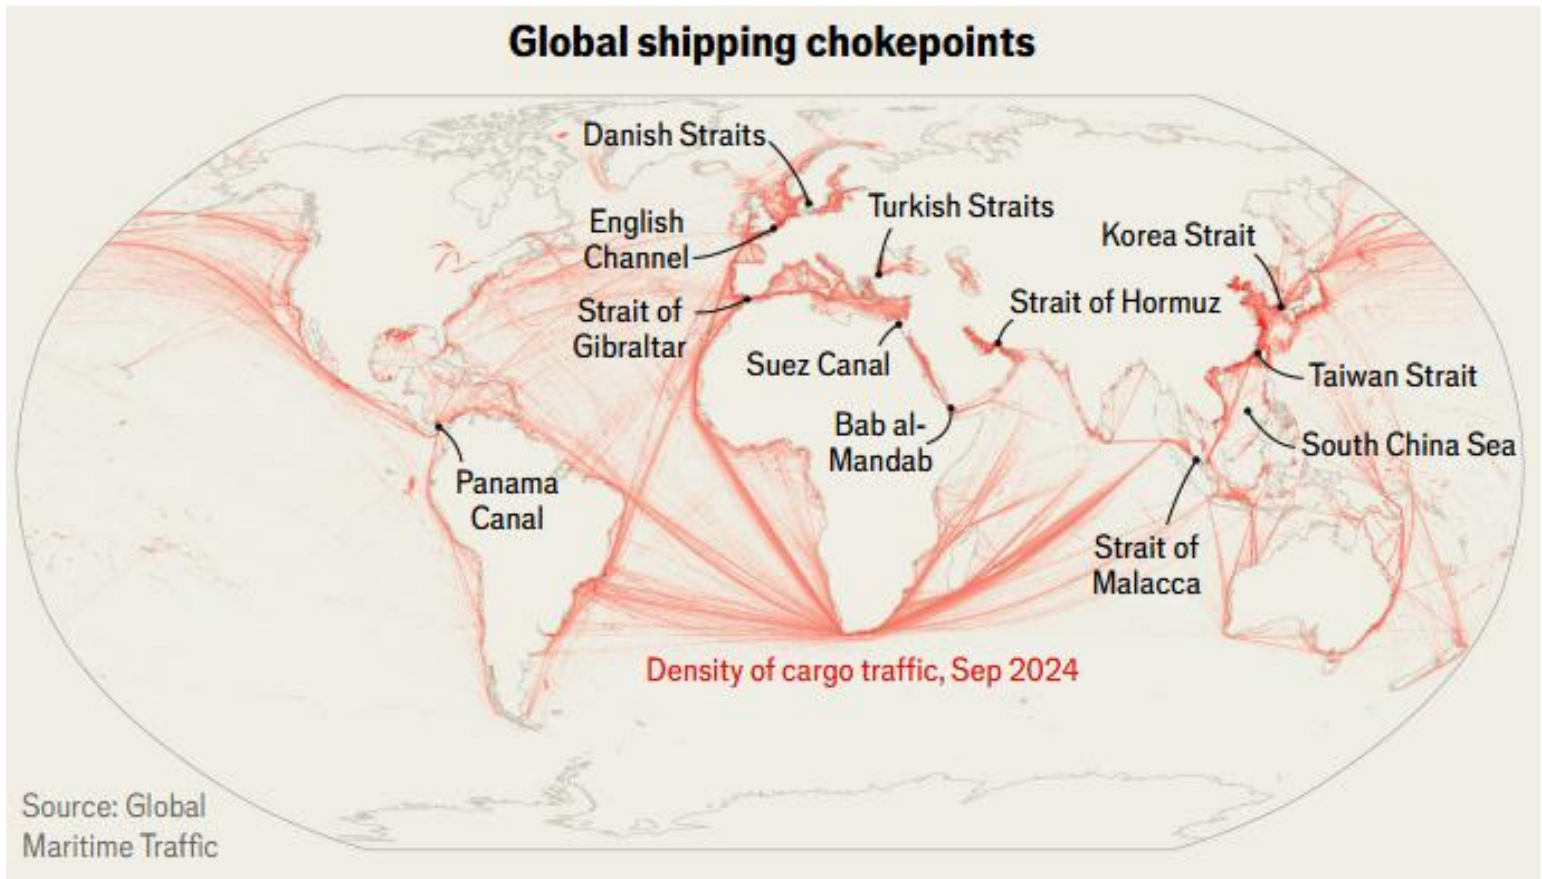 Global shipping chokepoints
Danish Straits
English
Channel
Turkish Straits
Korea Strait
Strait of
Gibraltar
Strait of Hormuz
Suez Canal
Taiwan Strait
Bab al-
Mandab
South China Sea
Panama
Canal
Strait of
Malacca
Density of cargo traffic, Sep 2024
Source: Global
Maritime Traffic